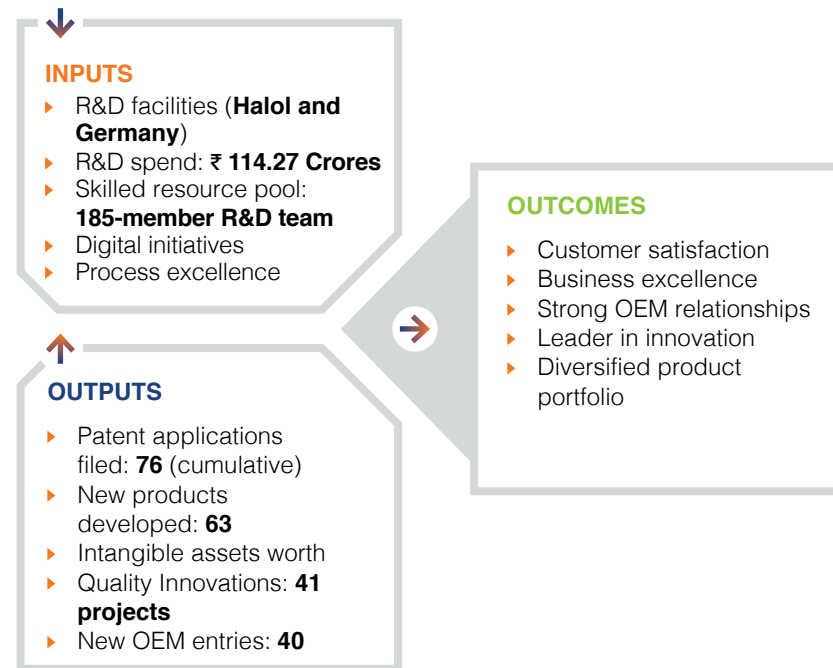 INPUTS
R&D facilities (Halol and
Germany)
R&D spend: ₹ 114.27 Crores
Skilled resource pool:
185-member R&D team
Digital initiatives
Process excellence
OUTPUTS
Patent applications
filed: 76 (cumulative)
New products
developed: 63
Intangible assets worth
Quality Innovations: 41
projects
New OEM entries: 40
OUTCOMES
Customer satisfaction
Business excellence
Strong OEM relationships
Leader in innovation
Diversified product
portfolio